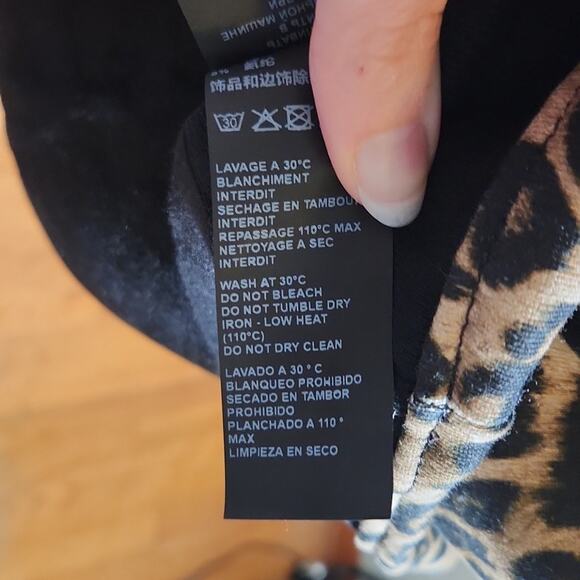 饰品和边饰除
30
LAVAGE A 30°C
BLANCHIMENT
INTERDIT
SECHAGE EN TAMBOU
INTERDIT
REPASSAGE 110°C MAX
NETTOYAGE A SEC
INTERDIT
WASH AT 30°C
DO NOT BLEACH
DO NOT TUMBLE DRY
IRON - LOW HEAT
(110°C)
DO NOT DRY CLEAN
LAVADO A 30 ° C
BLANQUEO PROHIBIDO
SECADO EN TAMBOR
PROHIBIDO
PLANCHADO A 110 °
MAX
LIMPIEZA EN SECO